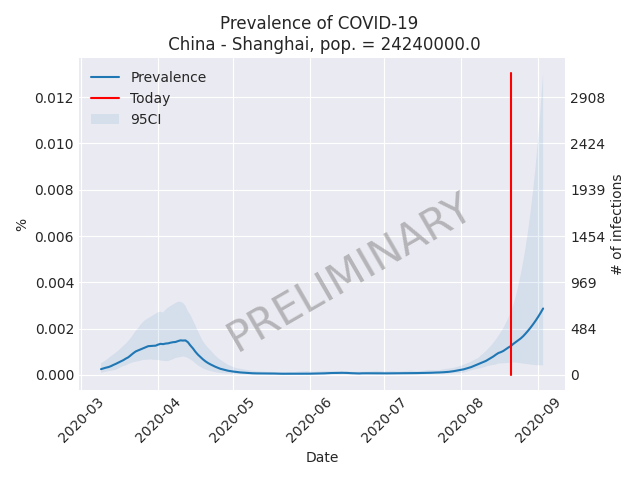 Prevalence of COVID-19
China - Shanghai, pop. = 24240000.0
Prevalence
Today
95CI
0.012
0.010
0.008
0.006
0.004
0.002
0.000
%
2908
2424
1939
1454
969
484
0
# of infections
PRELIMINARY
2020-03
2020-04
2020-05
2020-06
2020-07
2020-08
2020-09
Date